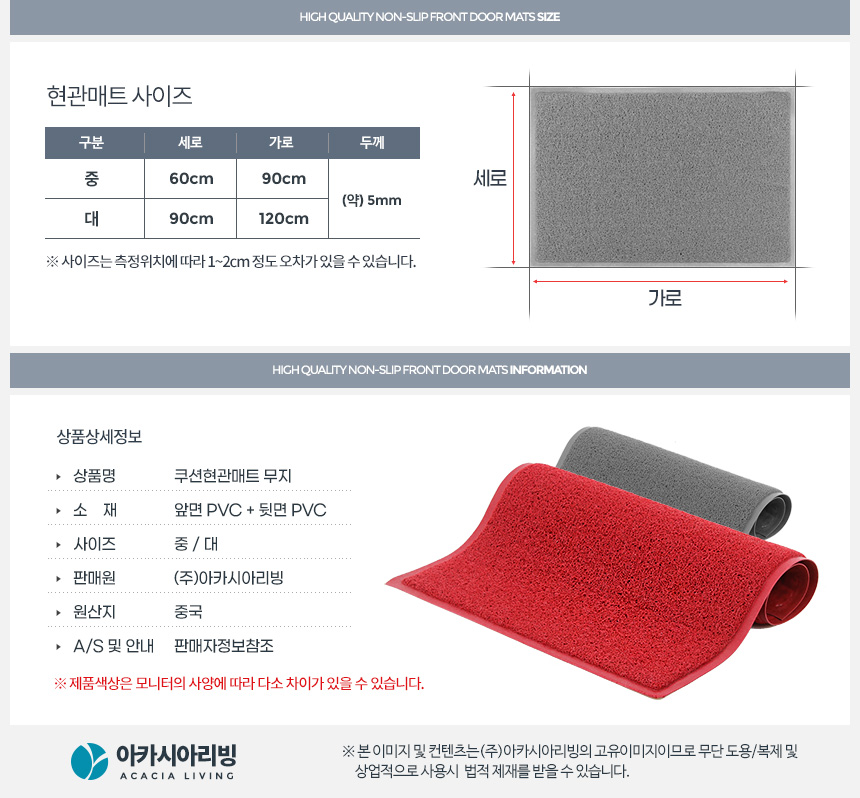 HIGH QUALITY NON-SLIP FRONT DOOR MATS SIZE
현관매트 사이즈
구분 세로 가로 두께
중 60cm 90cm (약) 5mm
대 90cm 120cm
※ 사이즈는 측정위치에 따라 1~2cm 정도 오차가 있을 수 있습니다.
세로
가로
HIGH QUALITY NON-SLIP FRONT DOOR MATS INFORMATION
상품상세정보
상품명 쿠션현관매트 무지
소 재 앞면 PVC + 뒷면 PVC
사이즈 중 / 대
판매원 (주)아카시아리빙
원산지 중국
A/S 및 안내 판매자정보참조
※ 제품색상은 모니터의 사양에 따라 다소 차이가 있을 수 있습니다.
아카시아리빙
ACACIA LIVING
※ 본 이미지 및 컨텐츠는 (주)아카시아리빙의 고유이미지이므로 무단 도용/복제 및
상업적으로 사용시 법적 제재를 받을 수 있습니다.